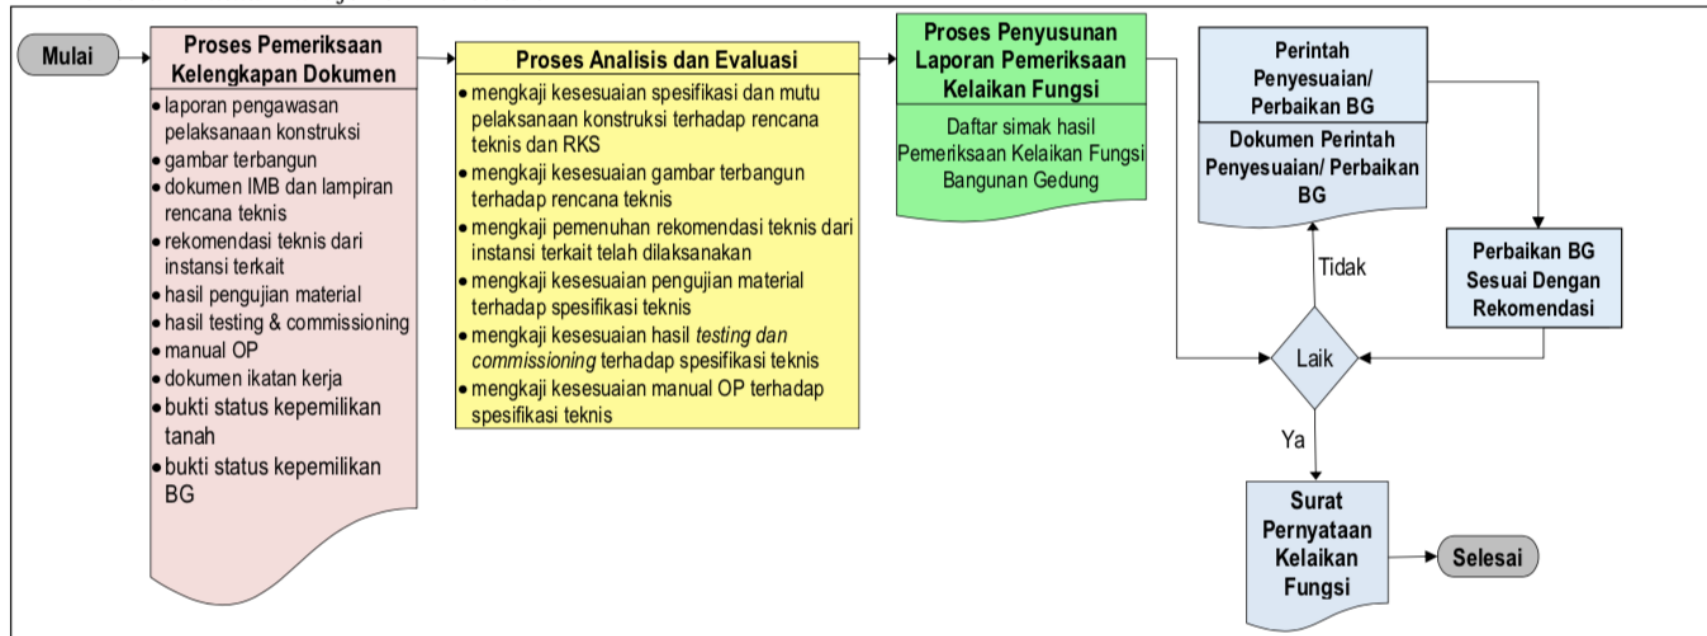 Mulai
Proses Pemeriksaan
Kelengkapan Dokumen
• laporan pengawasan
pelaksanaan konstruksi
• gambar terbangun
• dokumen IMB dan lampiran
rencana teknis
• rekomendasi teknis dari
instansi terkait
• hasil pengujian material
• hasil testing & commissioning
• manual OP
• dokumen ikatan kerja
• bukti status kepemilikan
tanah
• bukti status kepemilikan
BG
Proses Analisis dan Evaluasi
• mengkaji kesesuaian spesifikasi dan mutu
pelaksanaan konstruksi terhadap rencana
teknis dan RKS
• mengkaji kesesuaian gambar terbangun
terhadap rencana teknis
• mengkaji pemenuhan rekomendasi teknis dari
instansi terkait telah dilaksanakan
• mengkaji kesesuaian pengujian material
terhadap spesifikasi teknis
• mengkaji kesesuaian hasil testing dan
commissioning terhadap spesifikasi teknis
• mengkaji kesesuaian manual OP terhadap
spesifikasi teknis
Proses Penyusunan
Laporan Pemeriksaan
Kelaikan Fungsi
Daftar simak hasil
Pemeriksaan Kelaikan Fungsi
Bangunan Gedung
Perintah
Penyesuaian/
Perbaikan BG
Dokumen Perintah
Penyesuaian/ Perbaikan
BG
Tidak
Perbaikan BG
Sesuai Dengan
Rekomendasi
Laik
Ya
Surat
Pernyataan
Kelaikan
Fungsi
Selesai